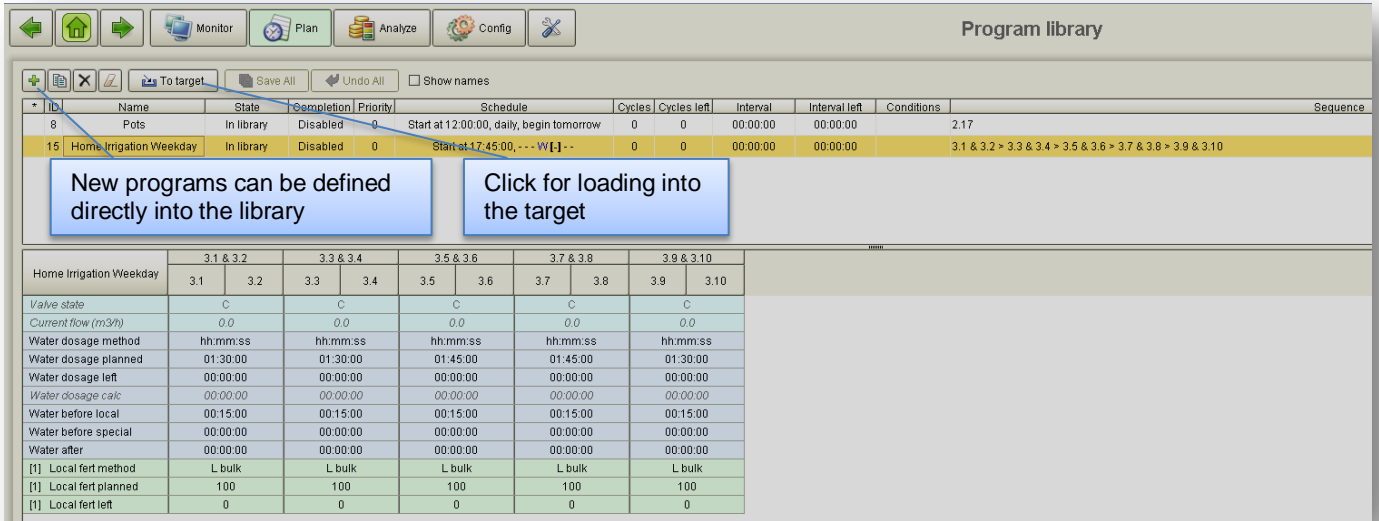 Monitor Plan Analyze Config Program library
To target Save All Undo All Show names
* ID Name State Completion Priority Schedule Cycles Cycles left Interval Interval left Conditions Sequence
8 Pots In library Disabled 0 Start at 12:00:00, daily, begin tomorrow 0 0 00:00:00 00:00:00 2.17
15 Home Irrigation Weekday In library Disabled 0 Start at 17:45:00, - - - W [-] - - 0 0 00:00:00 00:00:00 3.1 & 3.2 > 3.3 & 3.4 > 3.5 & 3.6 > 3.7 & 3.8 > 3.9 & 3.10
New programs can be defined
directly into the library
Click for loading into
the target
Home Irrigation Weekday 3.1 & 3.2 3.3 & 3.4 3.5 & 3.6 3.7 & 3.8 3.9 & 3.10
3.1 3.2 3.3 3.4 3.5 3.6 3.7 3.8 3.9 3.10
Valve state C C C C C
Current flow (m3/h) 0.0 0.0 0.0 0.0 0.0
Water dosage method hh:mm:ss hh:mm:ss hh:mm:ss hh:mm:ss hh:mm:ss
Water dosage planned 01:30:00 01:30:00 01:45:00 01:45:00 01:30:00
Water dosage left 00:00:00 00:00:00 00:00:00 00:00:00 00:00:00
Water dosage calc 00:00:00 00:00:00 00:00:00 00:00:00 00:00:00
Water before local 00:15:00 00:15:00 00:15:00 00:15:00 00:15:00
Water before special 00:00:00 00:00:00 00:00:00 00:00:00 00:00:00
Water after 00:00:00 00:00:00 00:00:00 00:00:00 00:00:00
[1] Local fert method L bulk L bulk L bulk L bulk L bulk
[1] Local fert planned 100 100 100 100 100
[1] Local fert left 0 0 0 0 0